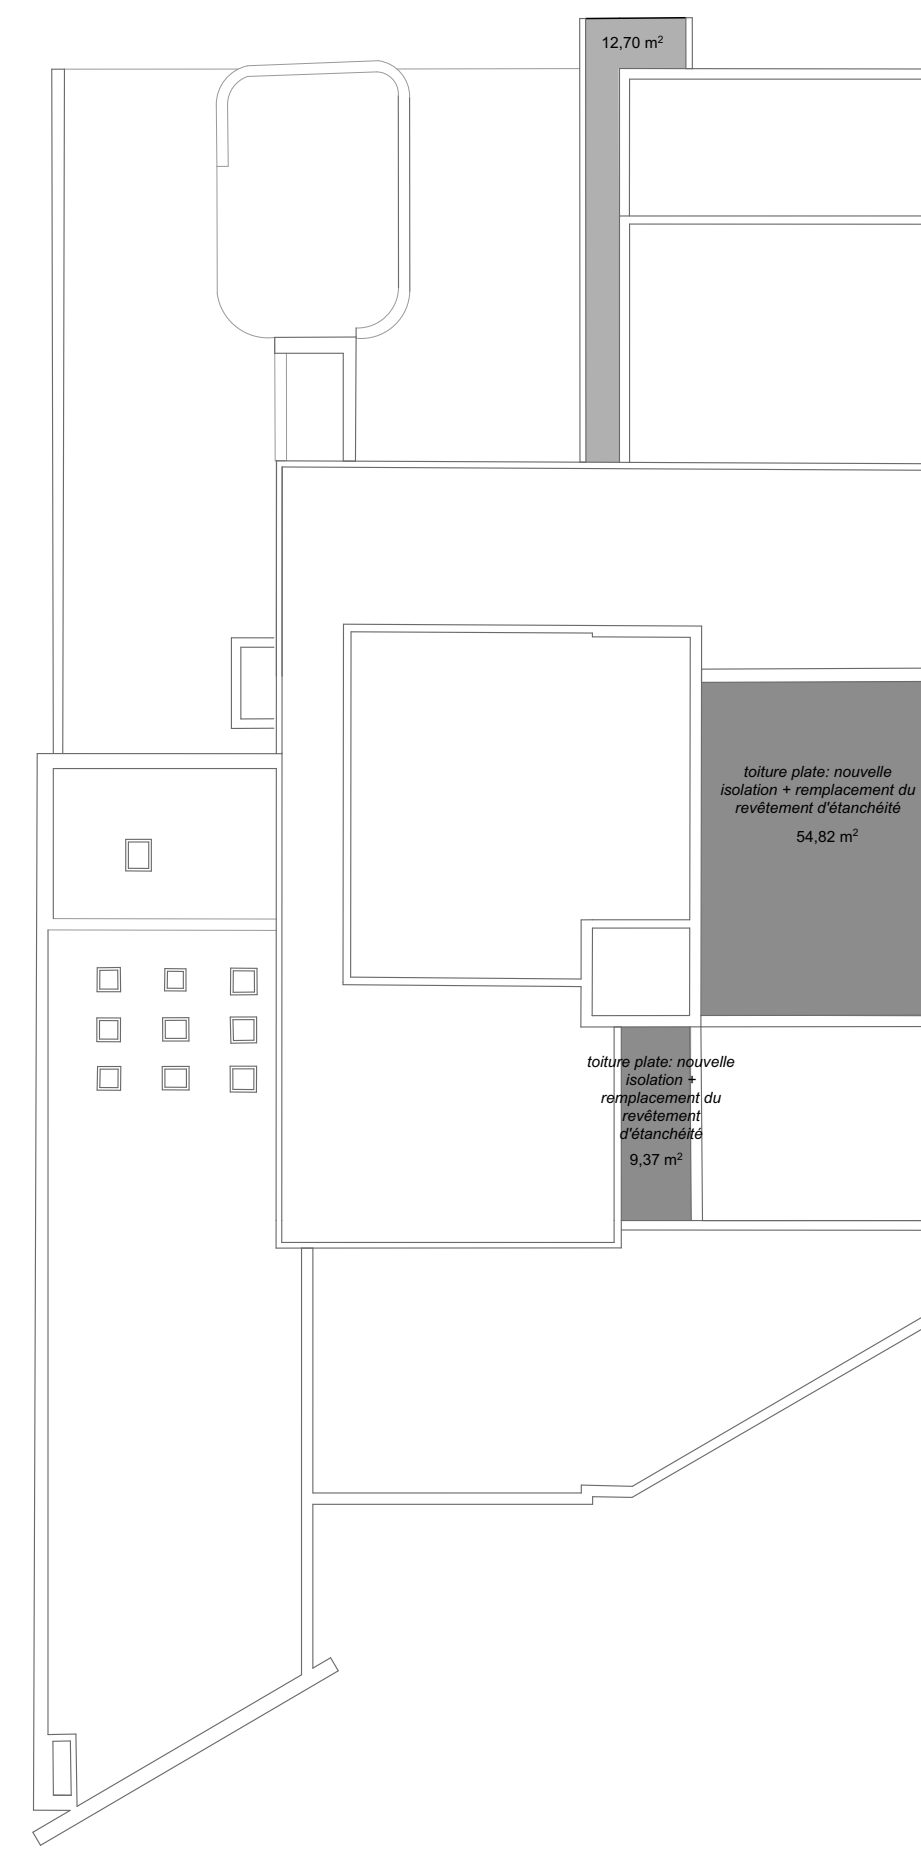 12,70 m²
toiture plate: nouvelle
isolation + remplacement du
revêtement d'étanchéité
54,82 m²
toiture plate: nouvelle
isolation +
remplacement du
revêtement
d'étanchéité
9,37 m²